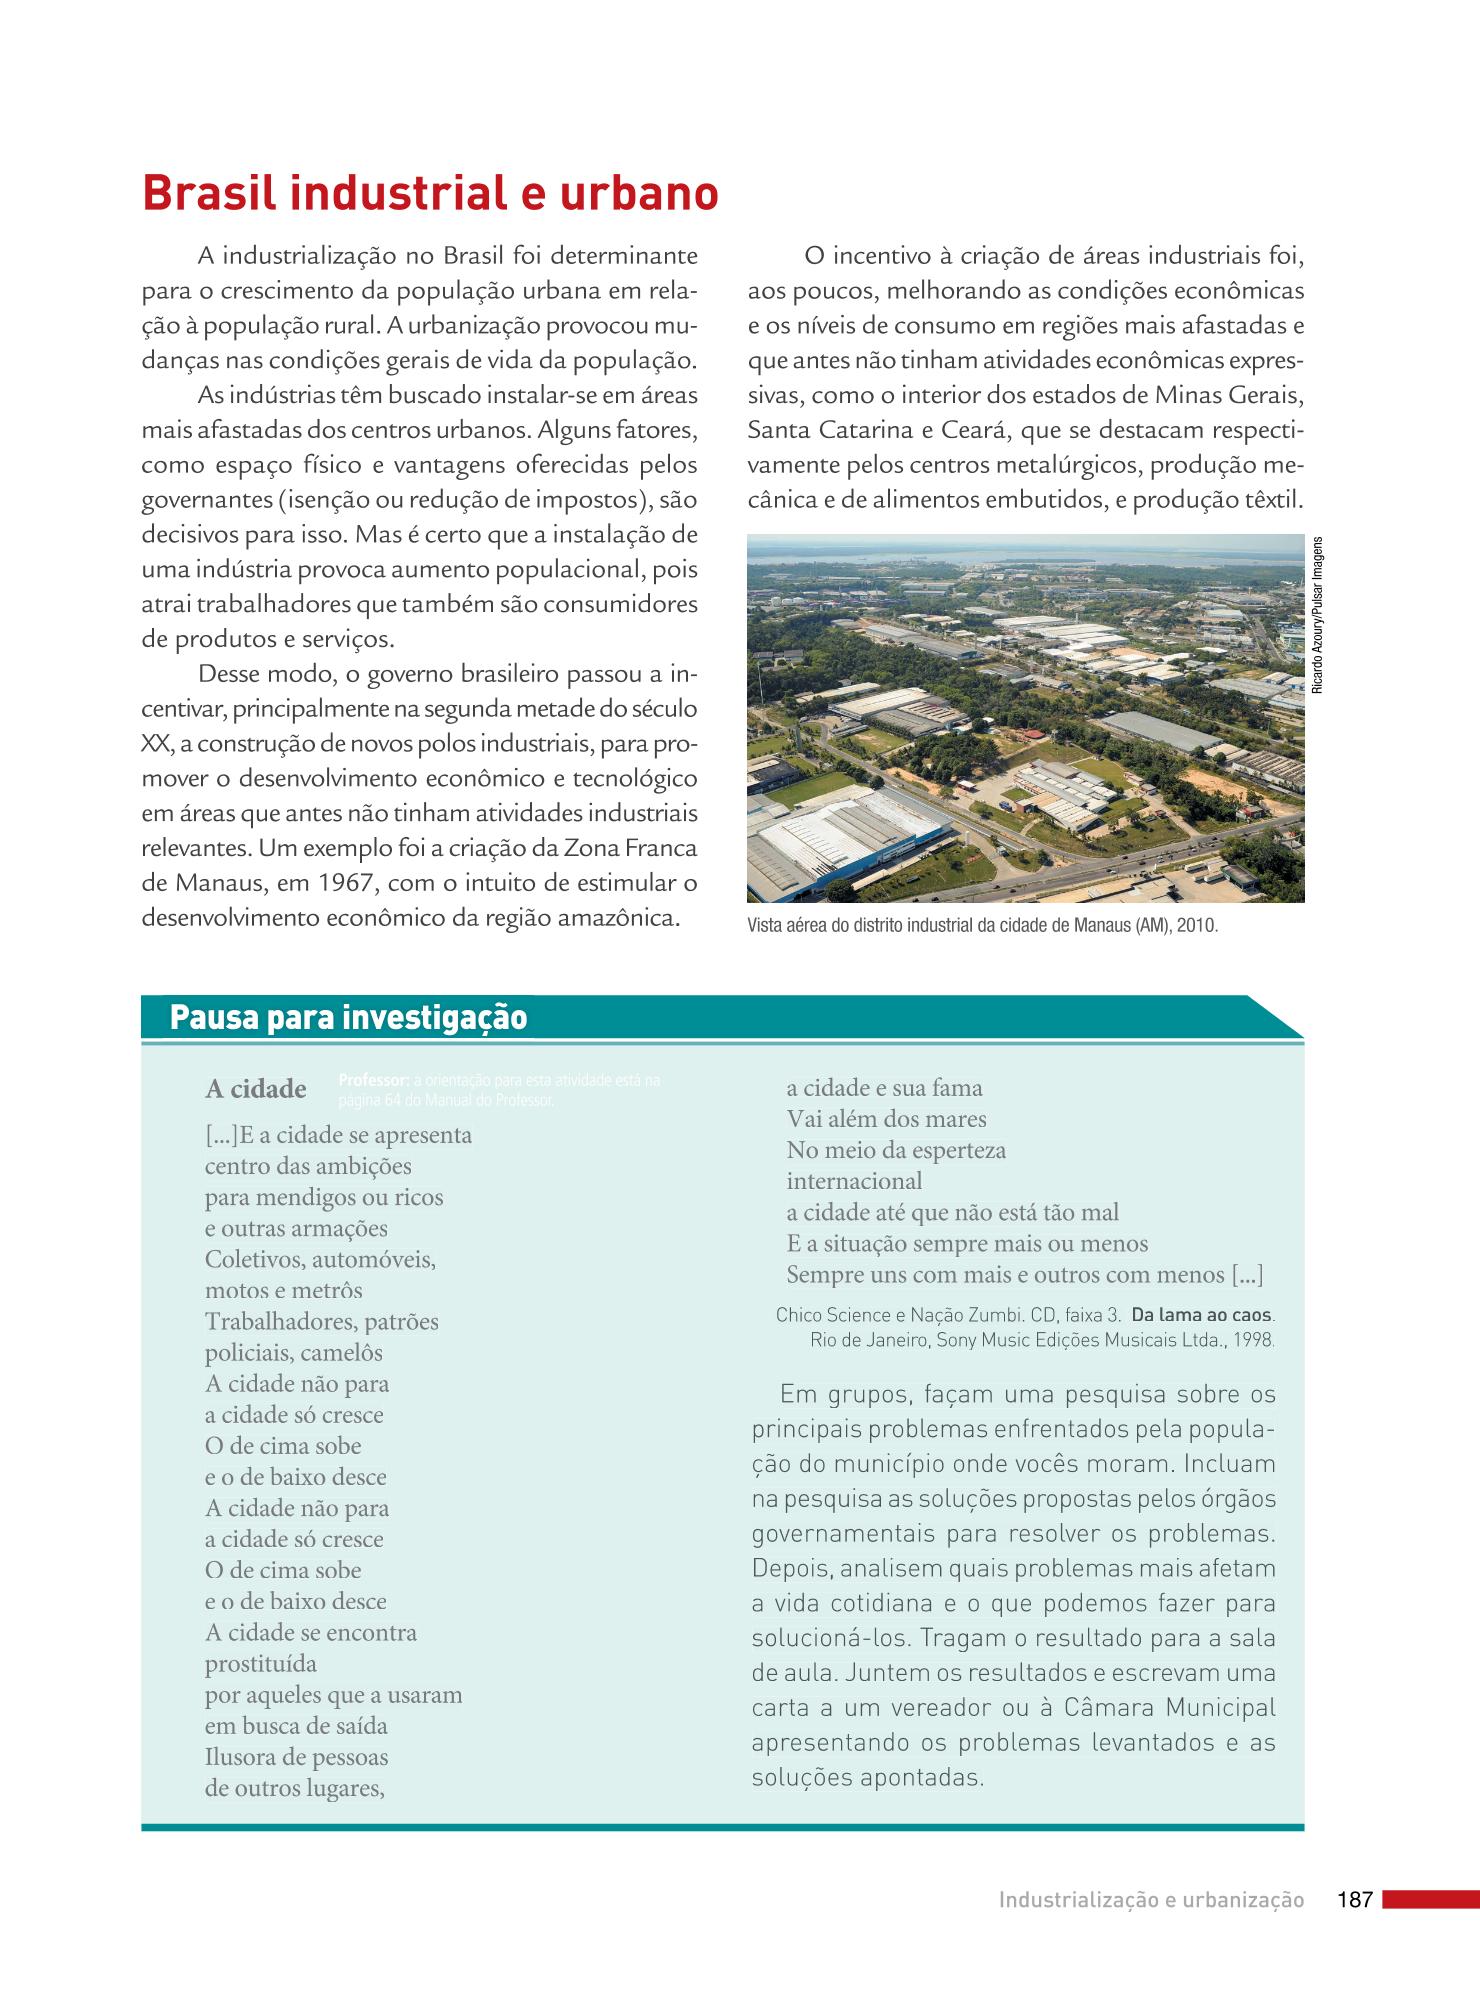 Brasil industrial e urbano
A industrialização no Brasil foi determinante
para o crescimento da população urbana em rela-
ção à população rural. A urbanização provocou mu-
danças nas condições gerais de vida da população.
As indústrias têm buscado instalar-se em áreas
mais afastadas dos centros urbanos. Alguns fatores,
como espaço físico e vantagens oferecidas pelos
governantes (isenção ou redução de impostos), são
decisivos para isso. Mas é certo que a instalação de
uma indústria provoca aumento populacional, pois
atrai trabalhadores que também são consumidores
de produtos e serviços.
Desse modo, o governo brasileiro passou a in-
centivar, principalmente na segunda metade do século
XX, a construção de novos polos industriais, para pro-
mover o desenvolvimento econômico e tecnológico
em áreas que antes não tinham atividades industriais
relevantes. Um exemplo foi a criação da Zona Franca
de Manaus, em 1967, com o intuito de estimular o
desenvolvimento econômico da região amazônica.
O incentivo à criação de áreas industriais foi,
aos poucos, melhorando as condições econômicas
e os níveis de consumo em regiões mais afastadas e
que antes não tinham atividades econômicas expres-
sivas, como o interior dos estados de Minas Gerais,
Santa Catarina e Ceará, que se destacam respecti-
vamente pelos centros metalúrgicos, produção me-
cânica e de alimentos embutidos, e produção têxtil.
Ricardo Azoury/Pulsar Imagens
Vista aérea do distrito industrial da cidade de Manaus (AM), 2010.
Pausa para investigação
A cidade
Professor: a orientação para esta atividade está na
página 64 do Manual do Professor.
[...]E a cidade se apresenta
centro das ambições
para mendigos ou ricos
e outras armações
Coletivos, automóveis,
motos e metrôs
Trabalhadores, patrões
policiais, camelôs
A cidade não para
a cidade só cresce
O de cima sobe
e o de baixo desce
A cidade não para
a cidade só cresce
O de cima sobe
e o de baixo desce
A cidade se encontra
prostituída
por aqueles que a usaram
em busca de saída
Ilusora de pessoas
de outros lugares,
a cidade e sua fama
Vai além dos mares
No meio da esperteza
internacional
a cidade até que não está tão mal
E a situação sempre mais ou menos
Sempre uns com mais e outros com menos [...]
Chico Science e Nação Zumbi. CD, faixa 3. Da lama ao caos.
Rio de Janeiro, Sony Music Edições Musicais Ltda., 1998.
Em grupos, façam uma pesquisa sobre os
principais problemas enfrentados pela popula-
ção do município onde vocês moram. Incluam
na pesquisa as soluções propostas pelos órgãos
governamentais para resolver os problemas.
Depois, analisem quais problemas mais afetam
a vida cotidiana e o que podemos fazer para
solucioná-los. Tragam o resultado para a sala
de aula. Juntem os resultados e escrevam uma
carta a um vereador ou à Câmara Municipal
apresentando os problemas levantados e as
soluções apontadas.
Industrialização e urbanização 187